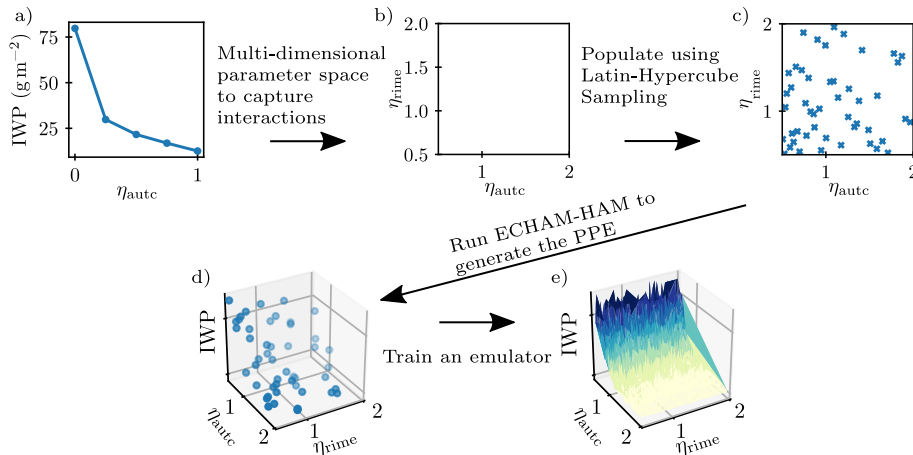 a)
75
50
25
IWP (g m−2)
0
1
ηautc
Multi-dimensional
parameter space
to capture
interactions
b)
2.0
1.5
1.0
0.5
ηrime
1
2
ηautc
Populate using
Latin-Hypercube
Sampling
c)
2
1
ηrime
1
2
ηautc
Run ECHAM-HAM to
generate the PPE
d)
IWP
1
2
ηautc
1
2
ηrime
Train an emulator
e)
IWP
1
2
ηautc
1
2
ηrime